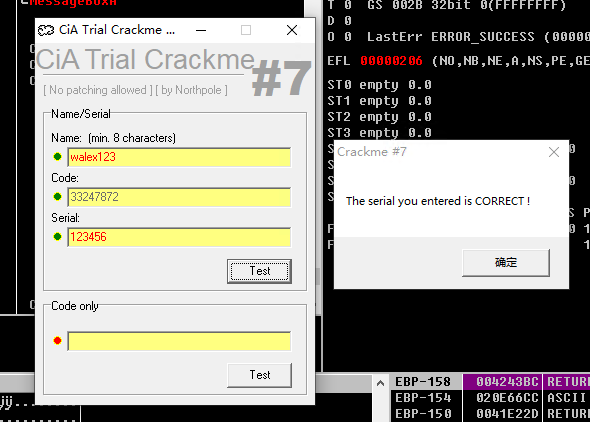 MessageBoxA
CiA Trial Crackme ...
CiA Trial Crackme
#7
[ No patching allowed ] [ by Northpole ]
Name/Serial
Name: (min. 8 characters)
walex123
Code:
33247872
Serial:
123456
Test
Code only
Test
T 0 GS 002B 32bit 0(FFFFFFFF)
D 0
O 0 LastErr ERROR_SUCCESS (00000
EFL 00000206 (NO,NB,NE,A,NS,PE,GE
ST0 empty 0.0
ST1 empty 0.0
ST2 empty 0.0
ST3 empty 0.0
Crackme #7
The serial you entered is CORRECT !
确定
EBP-158 004243BC RETURN
EBP-154 020E66CC ASCII
EBP-150 0041E22D RETURN